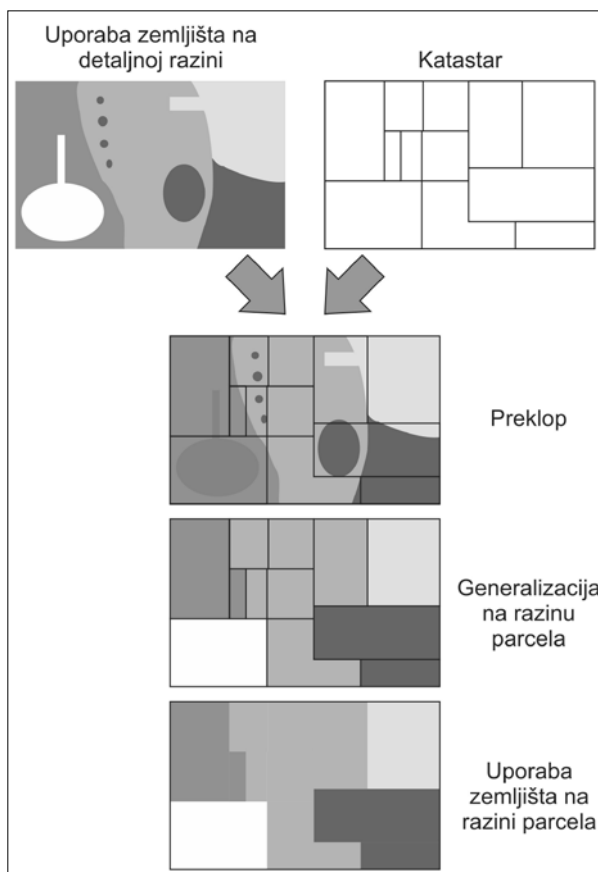 Uporaba zemljišta na
detaljnoj razini
Katastar
Preklop
Generalizacija
na razinu
parcela
Uporaba
zemljišta na
razini parcela